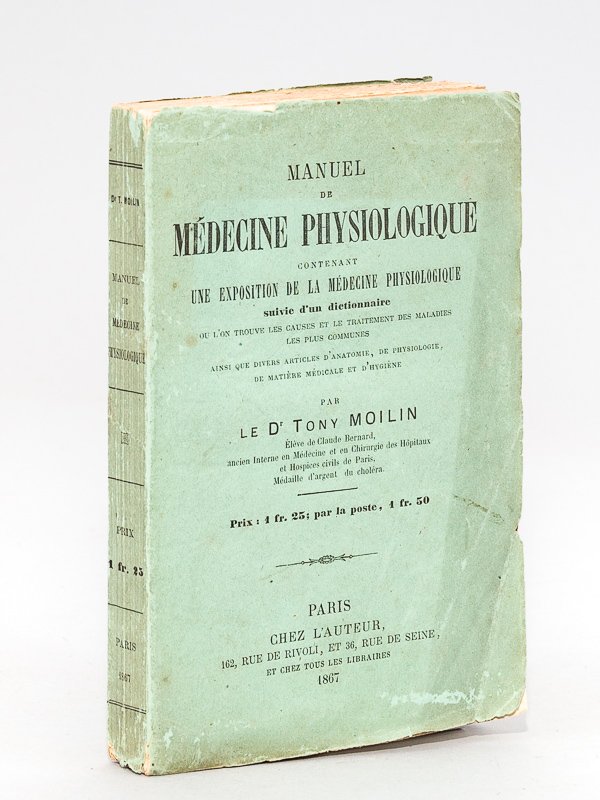 MANUEL
DE
MÉDECINE PHYSIOLOGIQUE
CONTENANT
UNE EXPOSITION DE LA MÉDECINE PHYSIOLOGIQUE
suivie d'un dictionnaire
OU L'ON TROUVE LES CAUSES ET LE TRAITEMENT DES MALADIES
LES PLUS COMMUNES
AINSI QUE DIVERS ARTICLES D'ANATOMIE, DE PHYSIOLOGIE,
DE MATIÈRE MÉDICALE ET D'HYGIÈNE
PAR
LE Dr TONY MOILIN
Élève de Claude Bernard,
ancien Interne en Médecine et en Chirurgie des Hôpitaux
et Hospices civils de Paris,
Médaille d'argent du choléra.
Prix : 1 fr. 25; par la poste, 1 fr. 50
PARIS
CHEZ L'AUTEUR,
162, RUE DE RIVOLI, ET 36, RUE DE SEINE,
ET CHEZ TOUS LES LIBRAIRES
1867
Dr T. MOILIN
MANUEL
DE
MÉDECINE
PHYSIOLOGIQUE
PRIX
1 fr. 25
PARIS
1867